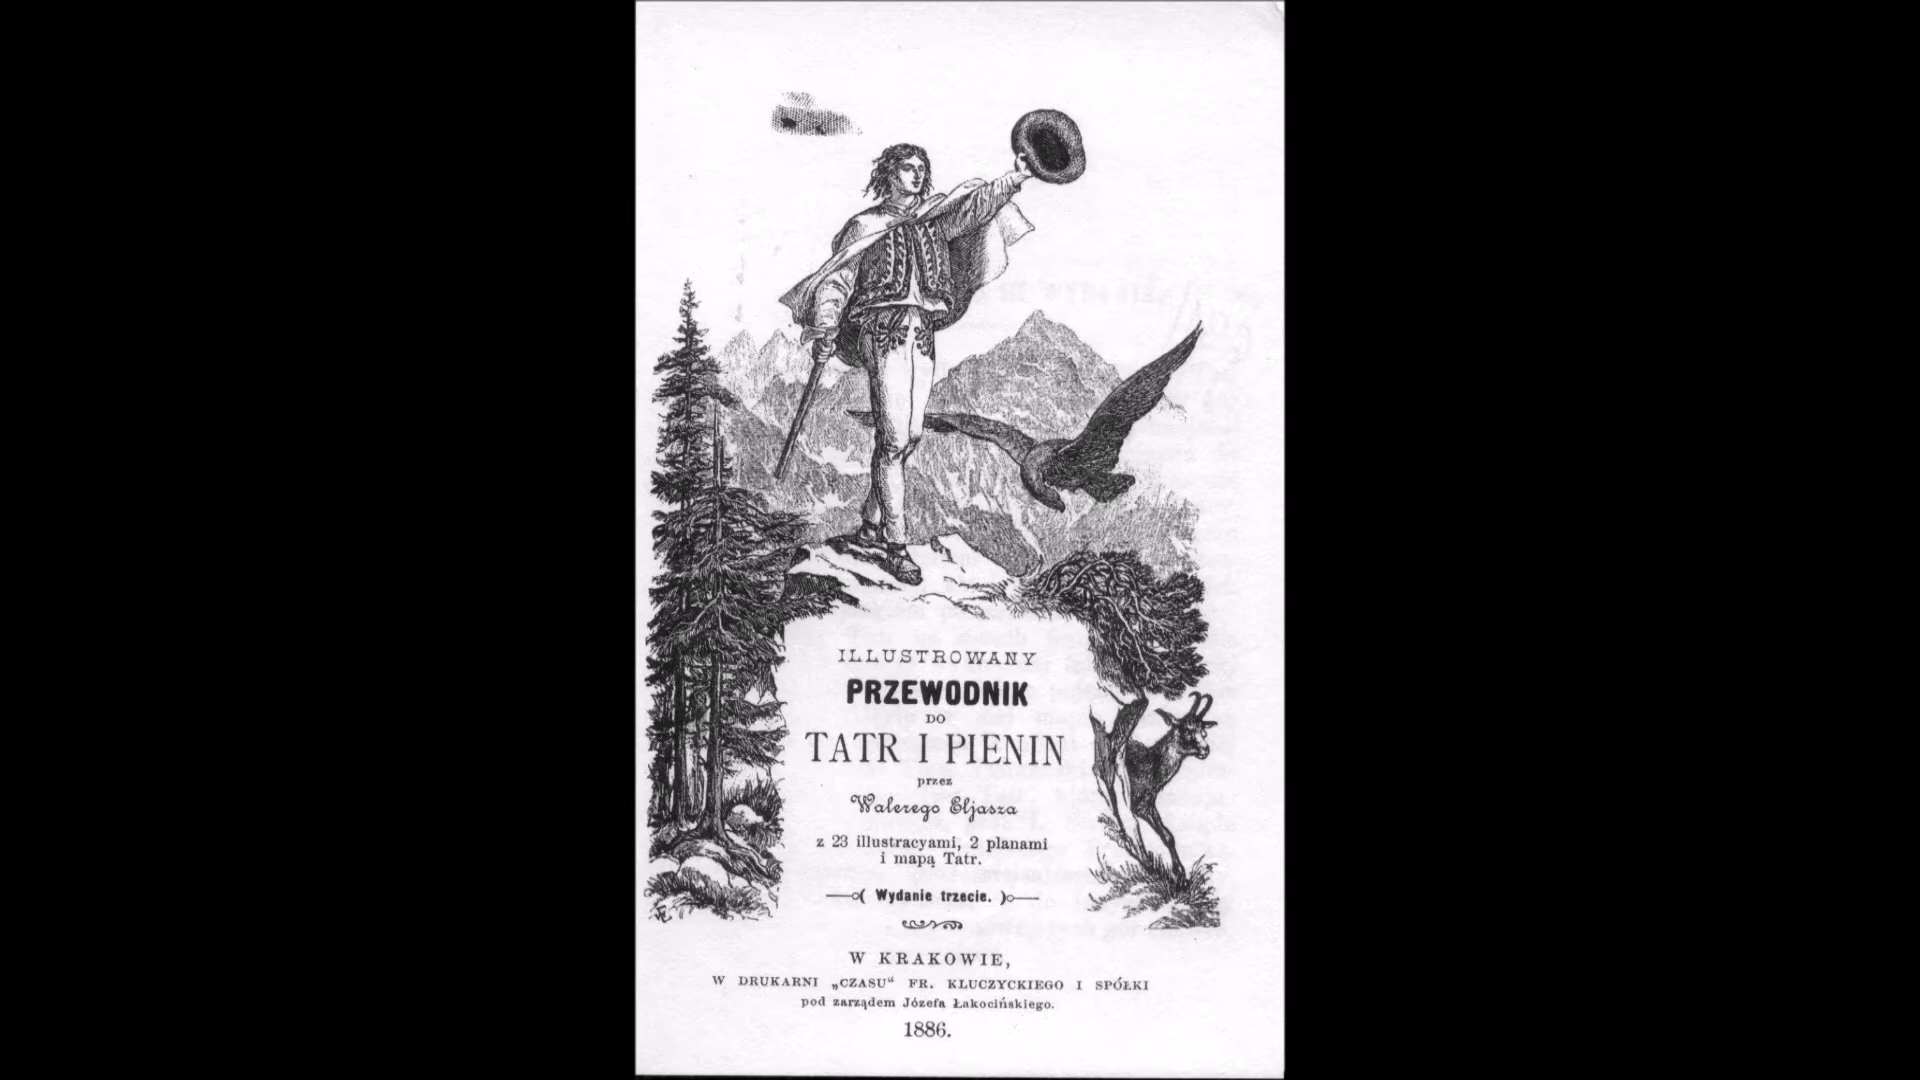 ILLUSTROWANY
PRZEWODNIK
DO
TATR I PIENIN
przez
Walerego Eljasza
z 23 illustracyami, 2 planami
i mapą Tatr.
( Wydanie trzecie. )
W KRAKOWIE,
W DRUKARNI „CZASU“ FR. KLUCZYCKIEGO I SPÓŁKI
pod zarządem Józefa Łakocińskiego.
1886.